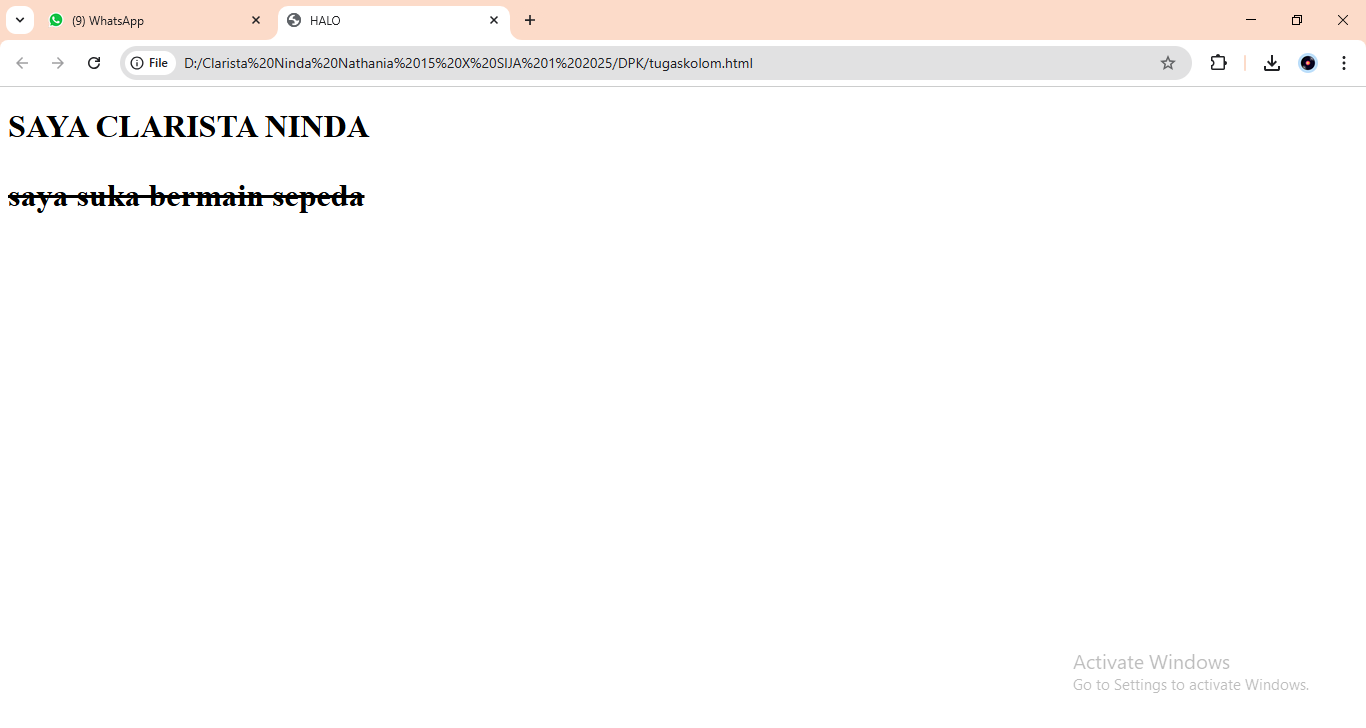 (9) WhatsApp
HALO
File
D:/Clarista%20Ninda%20Nathania%2015%20X%20SIJA%201%202025/DPK/tugaskolom.html
SAYA CLARISTA NINDA
saya suka bermain sepeda
Activate Windows
Go to Settings to activate Windows.